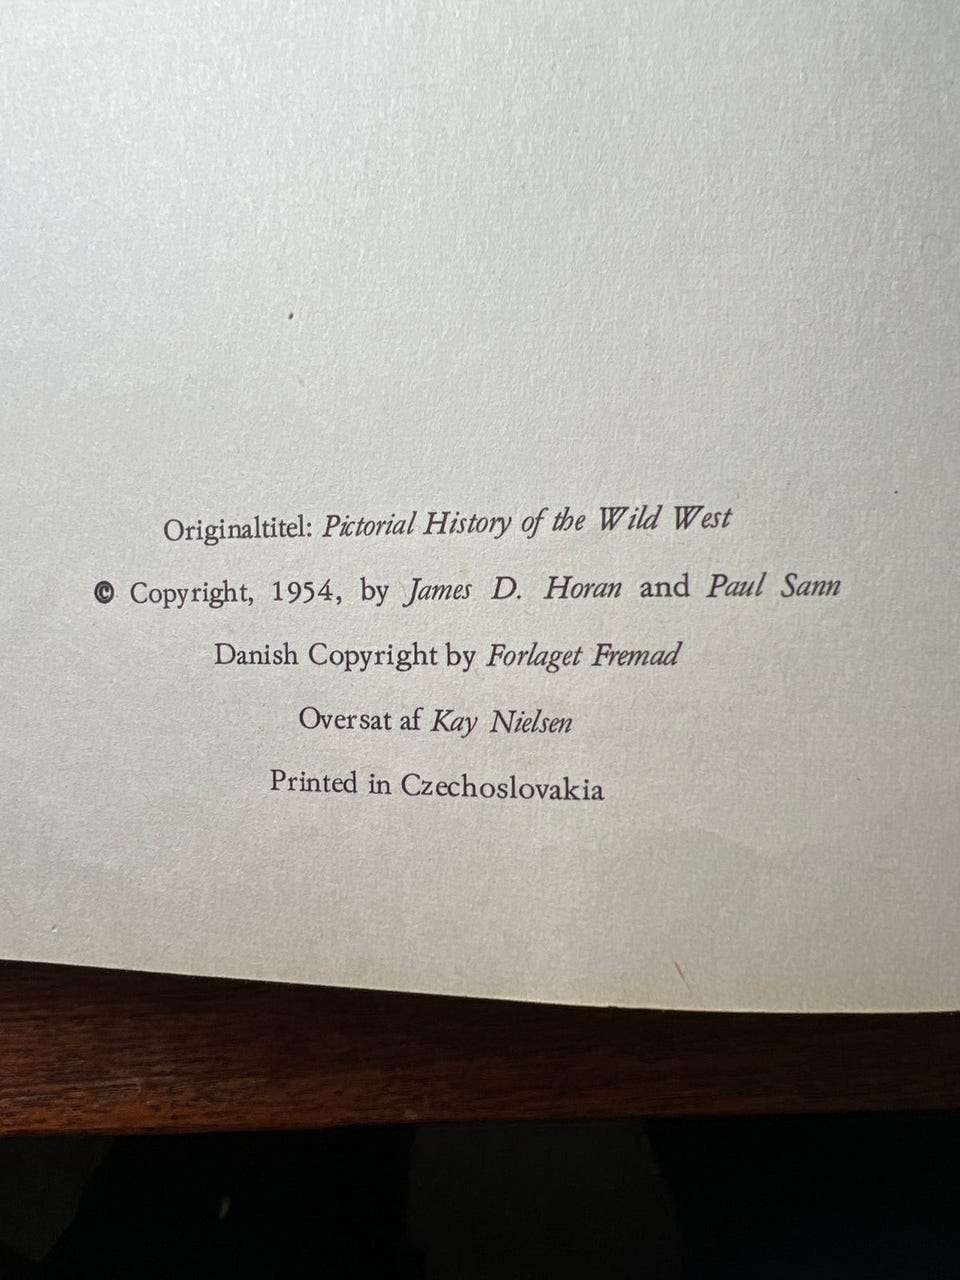 Originaltitel: Pictorial History of the Wild West
© Copyright, 1954, by James D. Horan and Paul Sann
Danish Copyright by Forlaget Fremad
Oversat af Kay Nielsen
Printed in Czechoslovakia